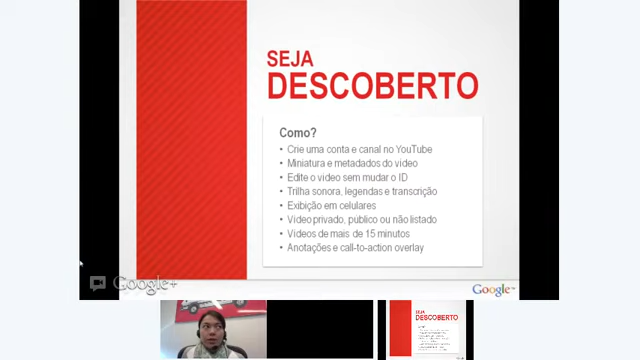 SEJA
DESCOBERTO
Como?
• Crie uma conta e canal no YouTube
• Miniatura e metadados do vídeo
• Edite o vídeo sem mudar o ID
• Trilha sonora, legendas e transcrição
• Exibição em celulares
• Vídeo privado, público ou não listado
• Vídeos de mais de 15 minutos
• Anotações e call-to-action overlay
Google+
Google
SEJA
DESCOBERTO